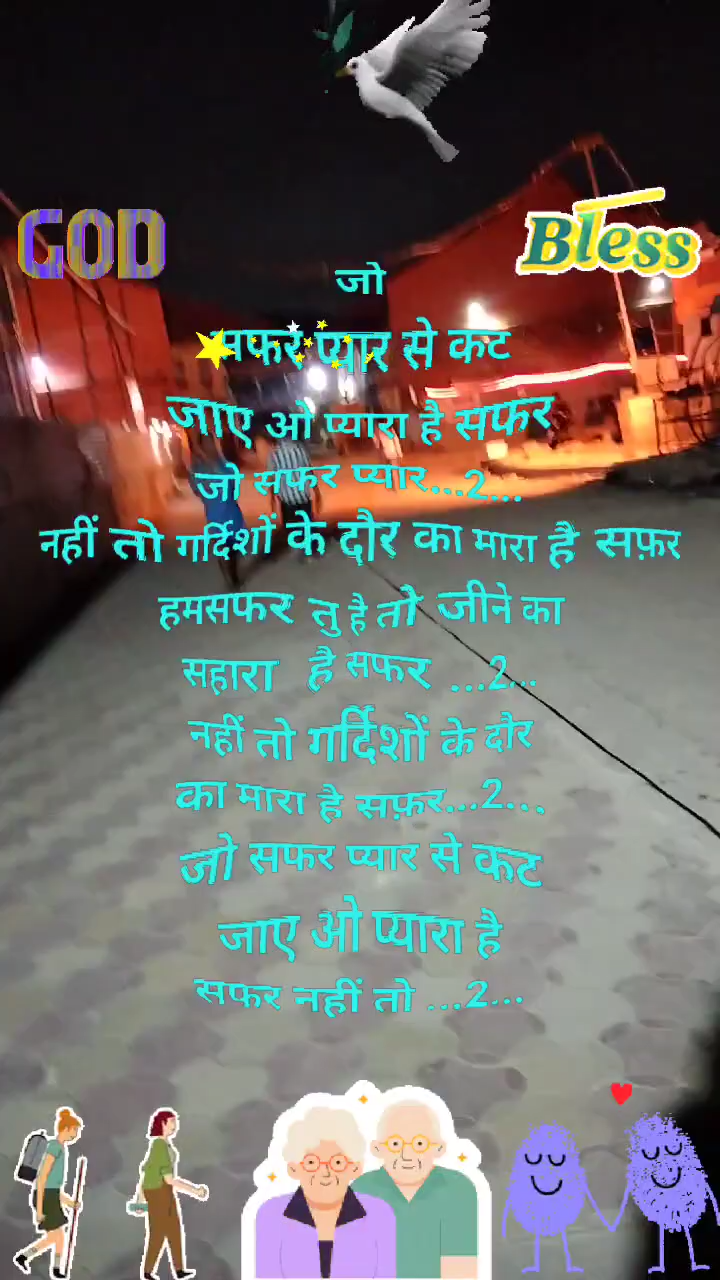 GOD
Bless
जो
सफर प्यार से कट
जाए ओ प्यारा है सफर
जो सफर प्यार...2...
नहीं तो गर्दिशों के दौर का मारा है सफ़र
हमसफर तु है तो जीने का
सहारा है सफर ...2...
नहीं तो गर्दिशों के दौर
का मारा है सफ़र...2...
जो सफर प्यार से कट
जाए ओ प्यारा है
सफर नहीं तो ...2...